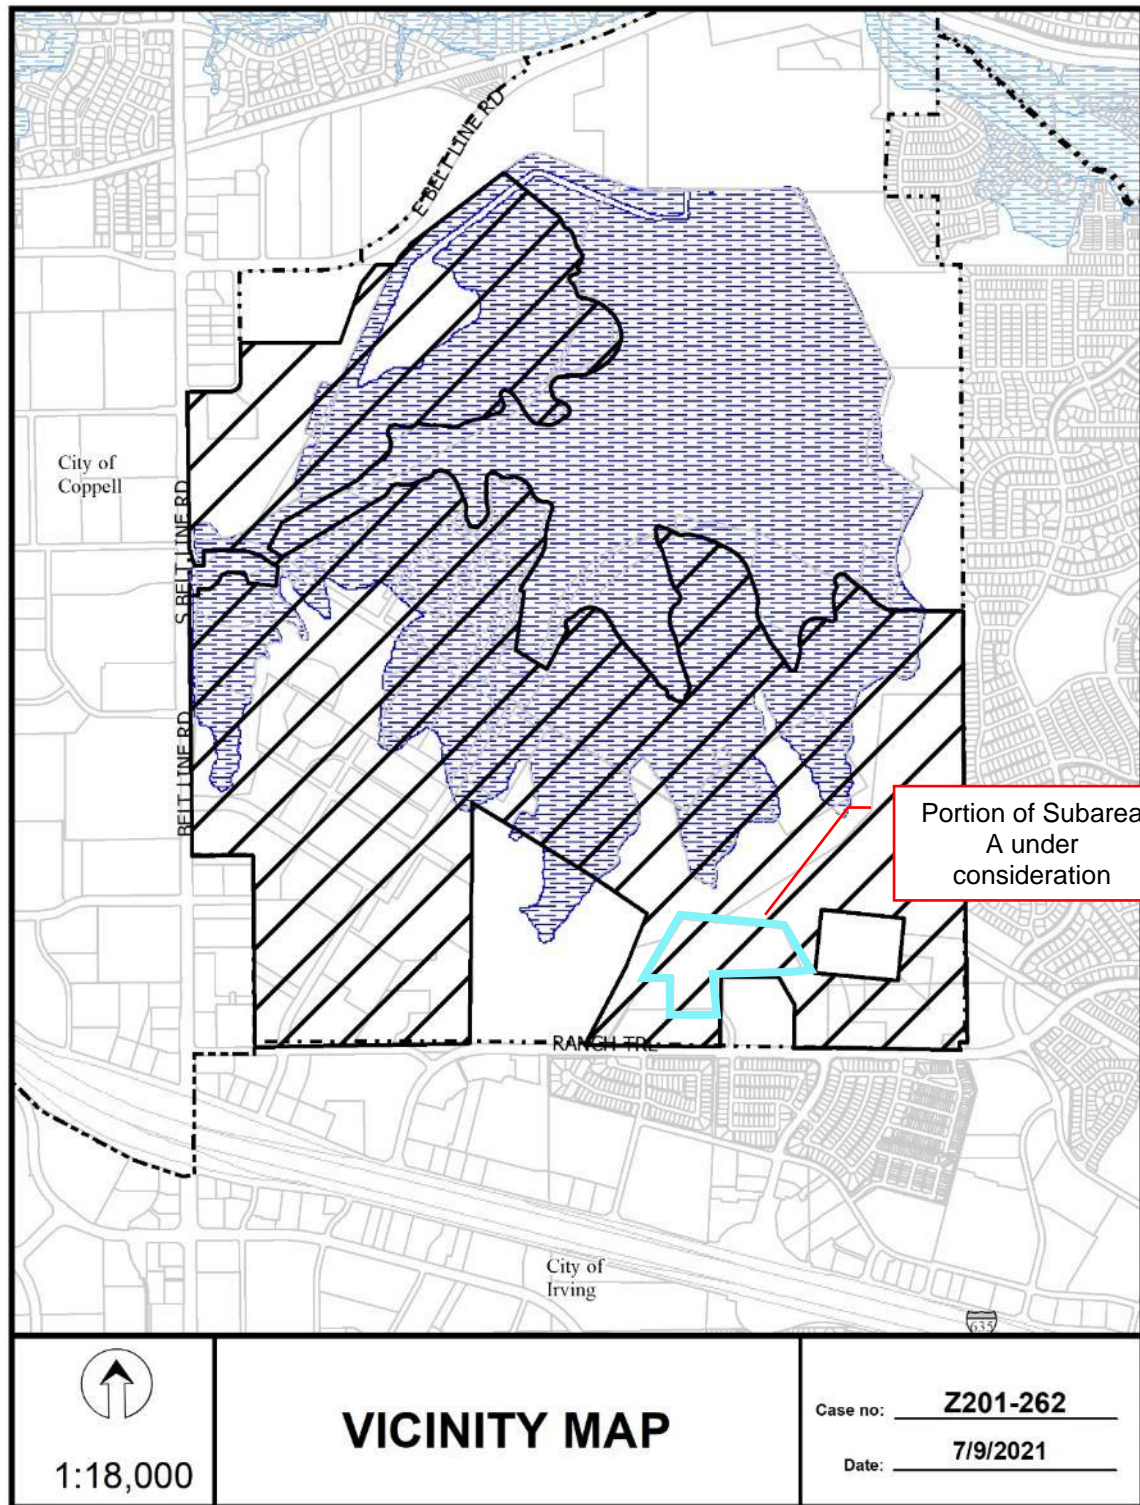 E BELT LINE RD
City of
Coppell
S BELT LINE RD
BELT LINE RD
Portion of Subarea
A under
consideration
RANCH TRL
City of
Irving
635
1:18,000
VICINITY MAP
Case no: Z201-262
Date: 7/9/2021